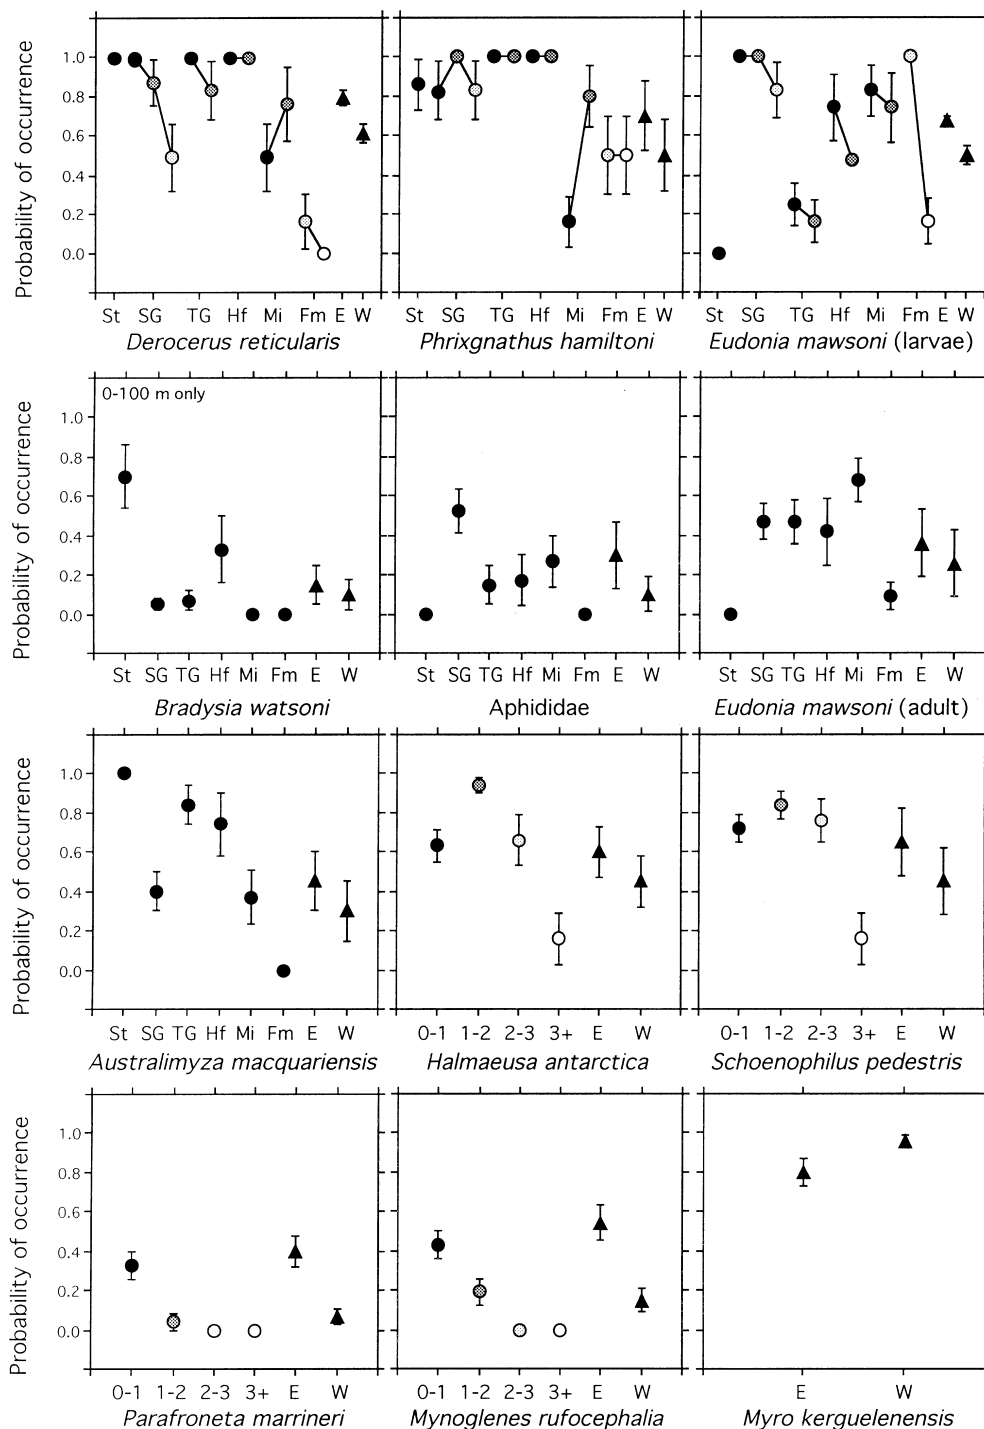 Probability of occurrence
1.0
0.8
0.6
0.4
0.2
0.0
St SG TG Hf Mi Fm E W
Derocerus reticularis
St SG TG Hf Mi Fm E W
Phrixgnathus hamiltoni
St SG TG Hf Mi Fm E W
Eudonia mawsoni (larvae)
Probability of occurrence
0-100 m only
1.0
0.8
0.6
0.4
0.2
0.0
St SG TG Hf Mi Fm E W
Bradysia watsoni
St SG TG Hf Mi Fm E W
Aphididae
St SG TG Hf Mi Fm E W
Eudonia mawsoni (adult)
Probability of occurrence
1.0
0.8
0.6
0.4
0.2
0.0
St SG TG Hf Mi Fm E W
Australimyza macquariensis
0-1 1-2 2-3 3+ E W
Halmaeusa antarctica
0-1 1-2 2-3 3+ E W
Schoenophilus pedestris
Probability of occurrence
1.0
0.8
0.6
0.4
0.2
0.0
0-1 1-2 2-3 3+ E W
Parafroneta marrineri
0-1 1-2 2-3 3+ E W
Mynoglenes rufocephalia
E W
Myro kerguelenensis